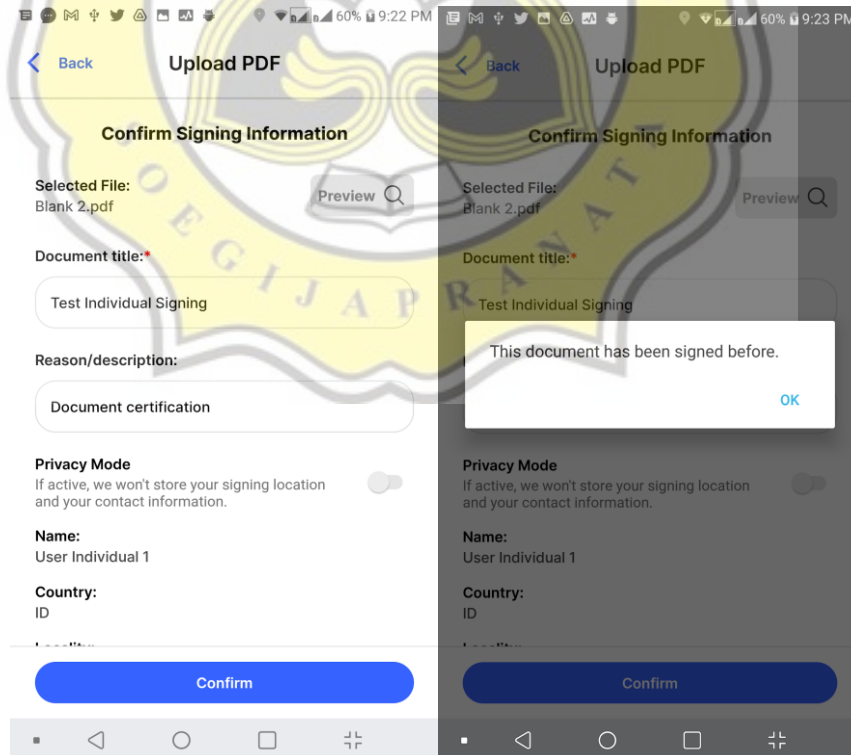 60% 9:22 PM
Back
Upload PDF
Confirm Signing Information
Selected File:
Blank 2.pdf
Preview
Document title:*
Test Individual Signing
Reason/description:
Document certification
Privacy Mode
If active, we won't store your signing location
and your contact information.
Name:
User Individual 1
Country:
ID
Confirm
60% 9:23 PM
Back
Upload PDF
Confirm Signing Information
Selected File:
Blank 2.pdf
Preview
Document title:*
Test Individual Signing
This document has been signed before.
OK
Privacy Mode
If active, we won't store your signing location
and your contact information.
Name:
User Individual 1
Country:
ID
Confirm
SOEGIJAPRANATA